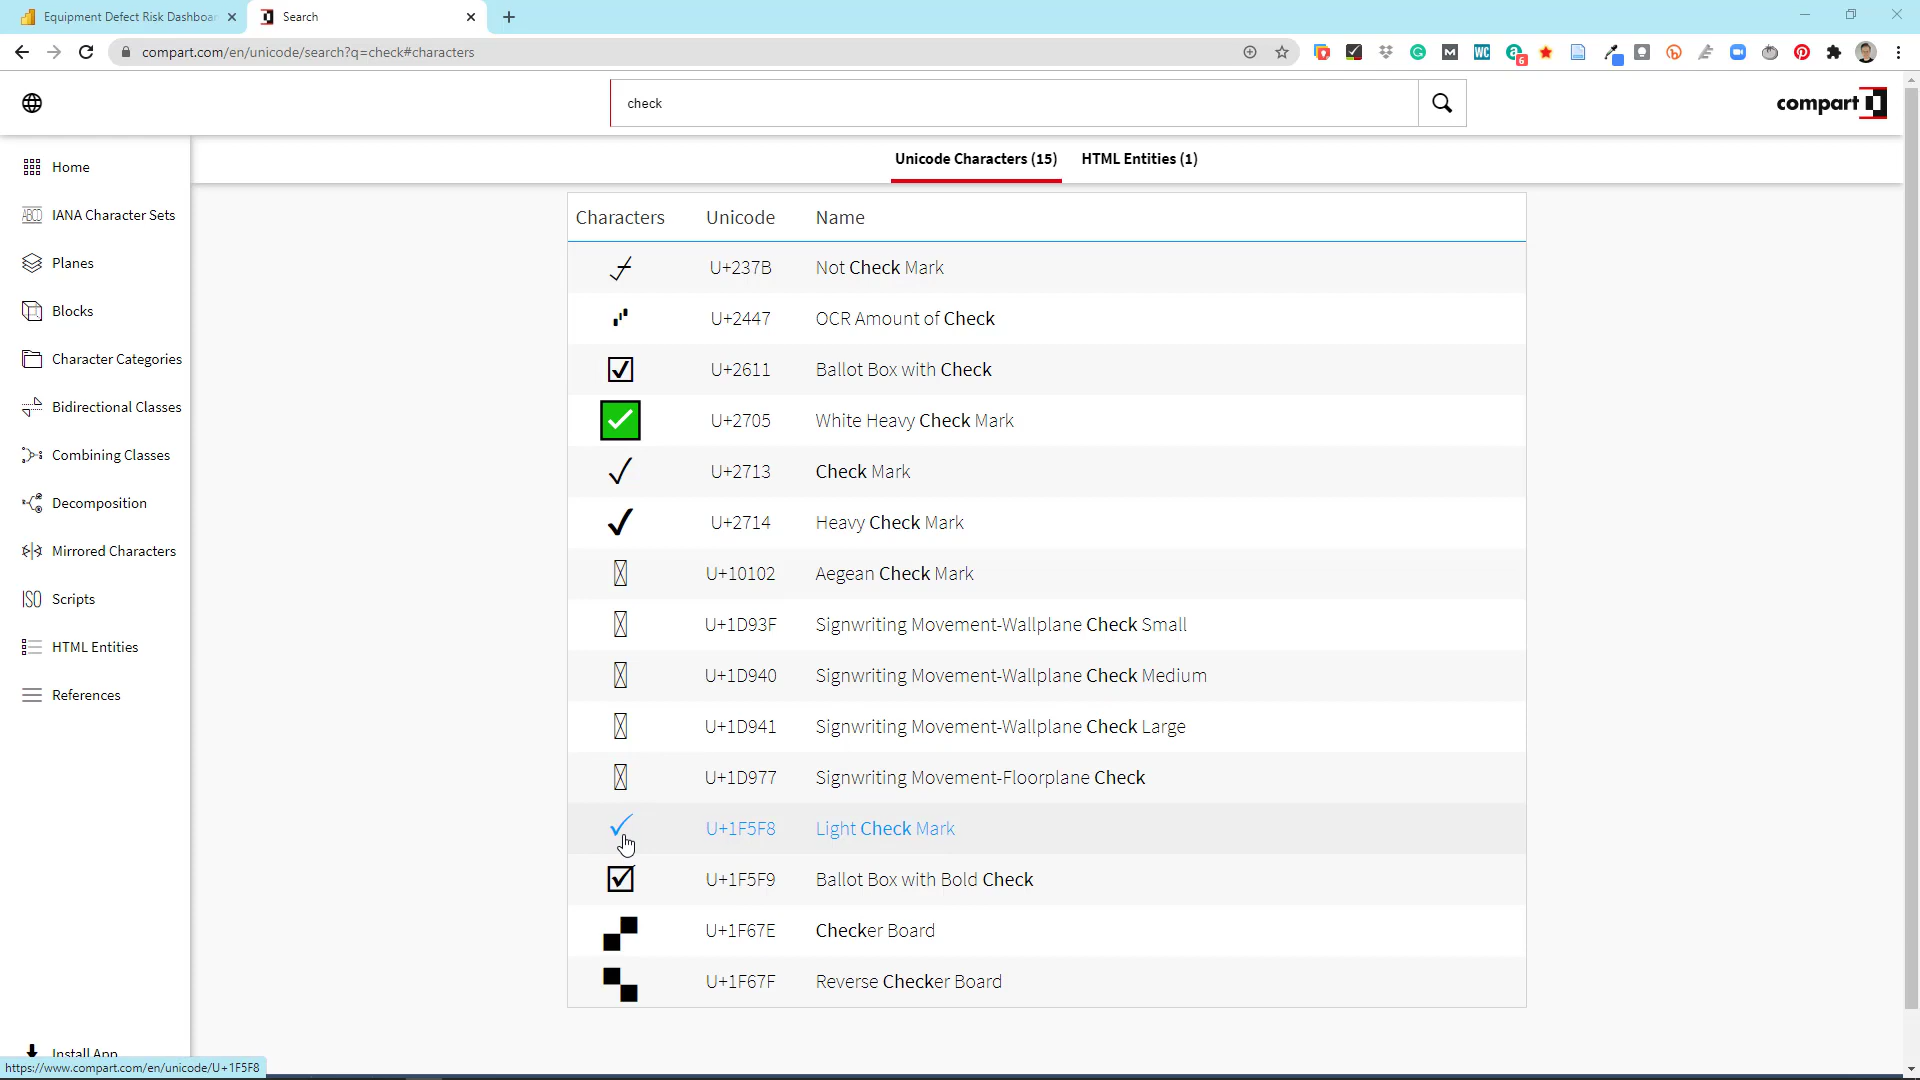 Equipment Defect Risk Dashboar
Search
compart.com/en/unicode/search?q=check#characters
check
compart
Home
IANA Character Sets
Planes
Blocks
Character Categories
Bidirectional Classes
Combining Classes
Decomposition
Mirrored Characters
Scripts
HTML Entities
References
Install App
Unicode Characters (15) HTML Entities (1)
Characters Unicode Name
U+237B Not Check Mark
U+2447 OCR Amount of Check
☑ U+2611 Ballot Box with Check
✅ U+2705 White Heavy Check Mark
✓ U+2713 Check Mark
✔ U+2714 Heavy Check Mark
U+10102 Aegean Check Mark
U+1D93F Signwriting Movement-Wallplane Check Small
U+1D940 Signwriting Movement-Wallplane Check Medium
U+1D941 Signwriting Movement-Wallplane Check Large
U+1D977 Signwriting Movement-Floorplane Check
🗸 U+1F5F8 Light Check Mark
🗹 U+1F5F9 Ballot Box with Bold Check
U+1F67E Checker Board
U+1F67F Reverse Checker Board
https://www.compart.com/en/unicode/U+1F5F8